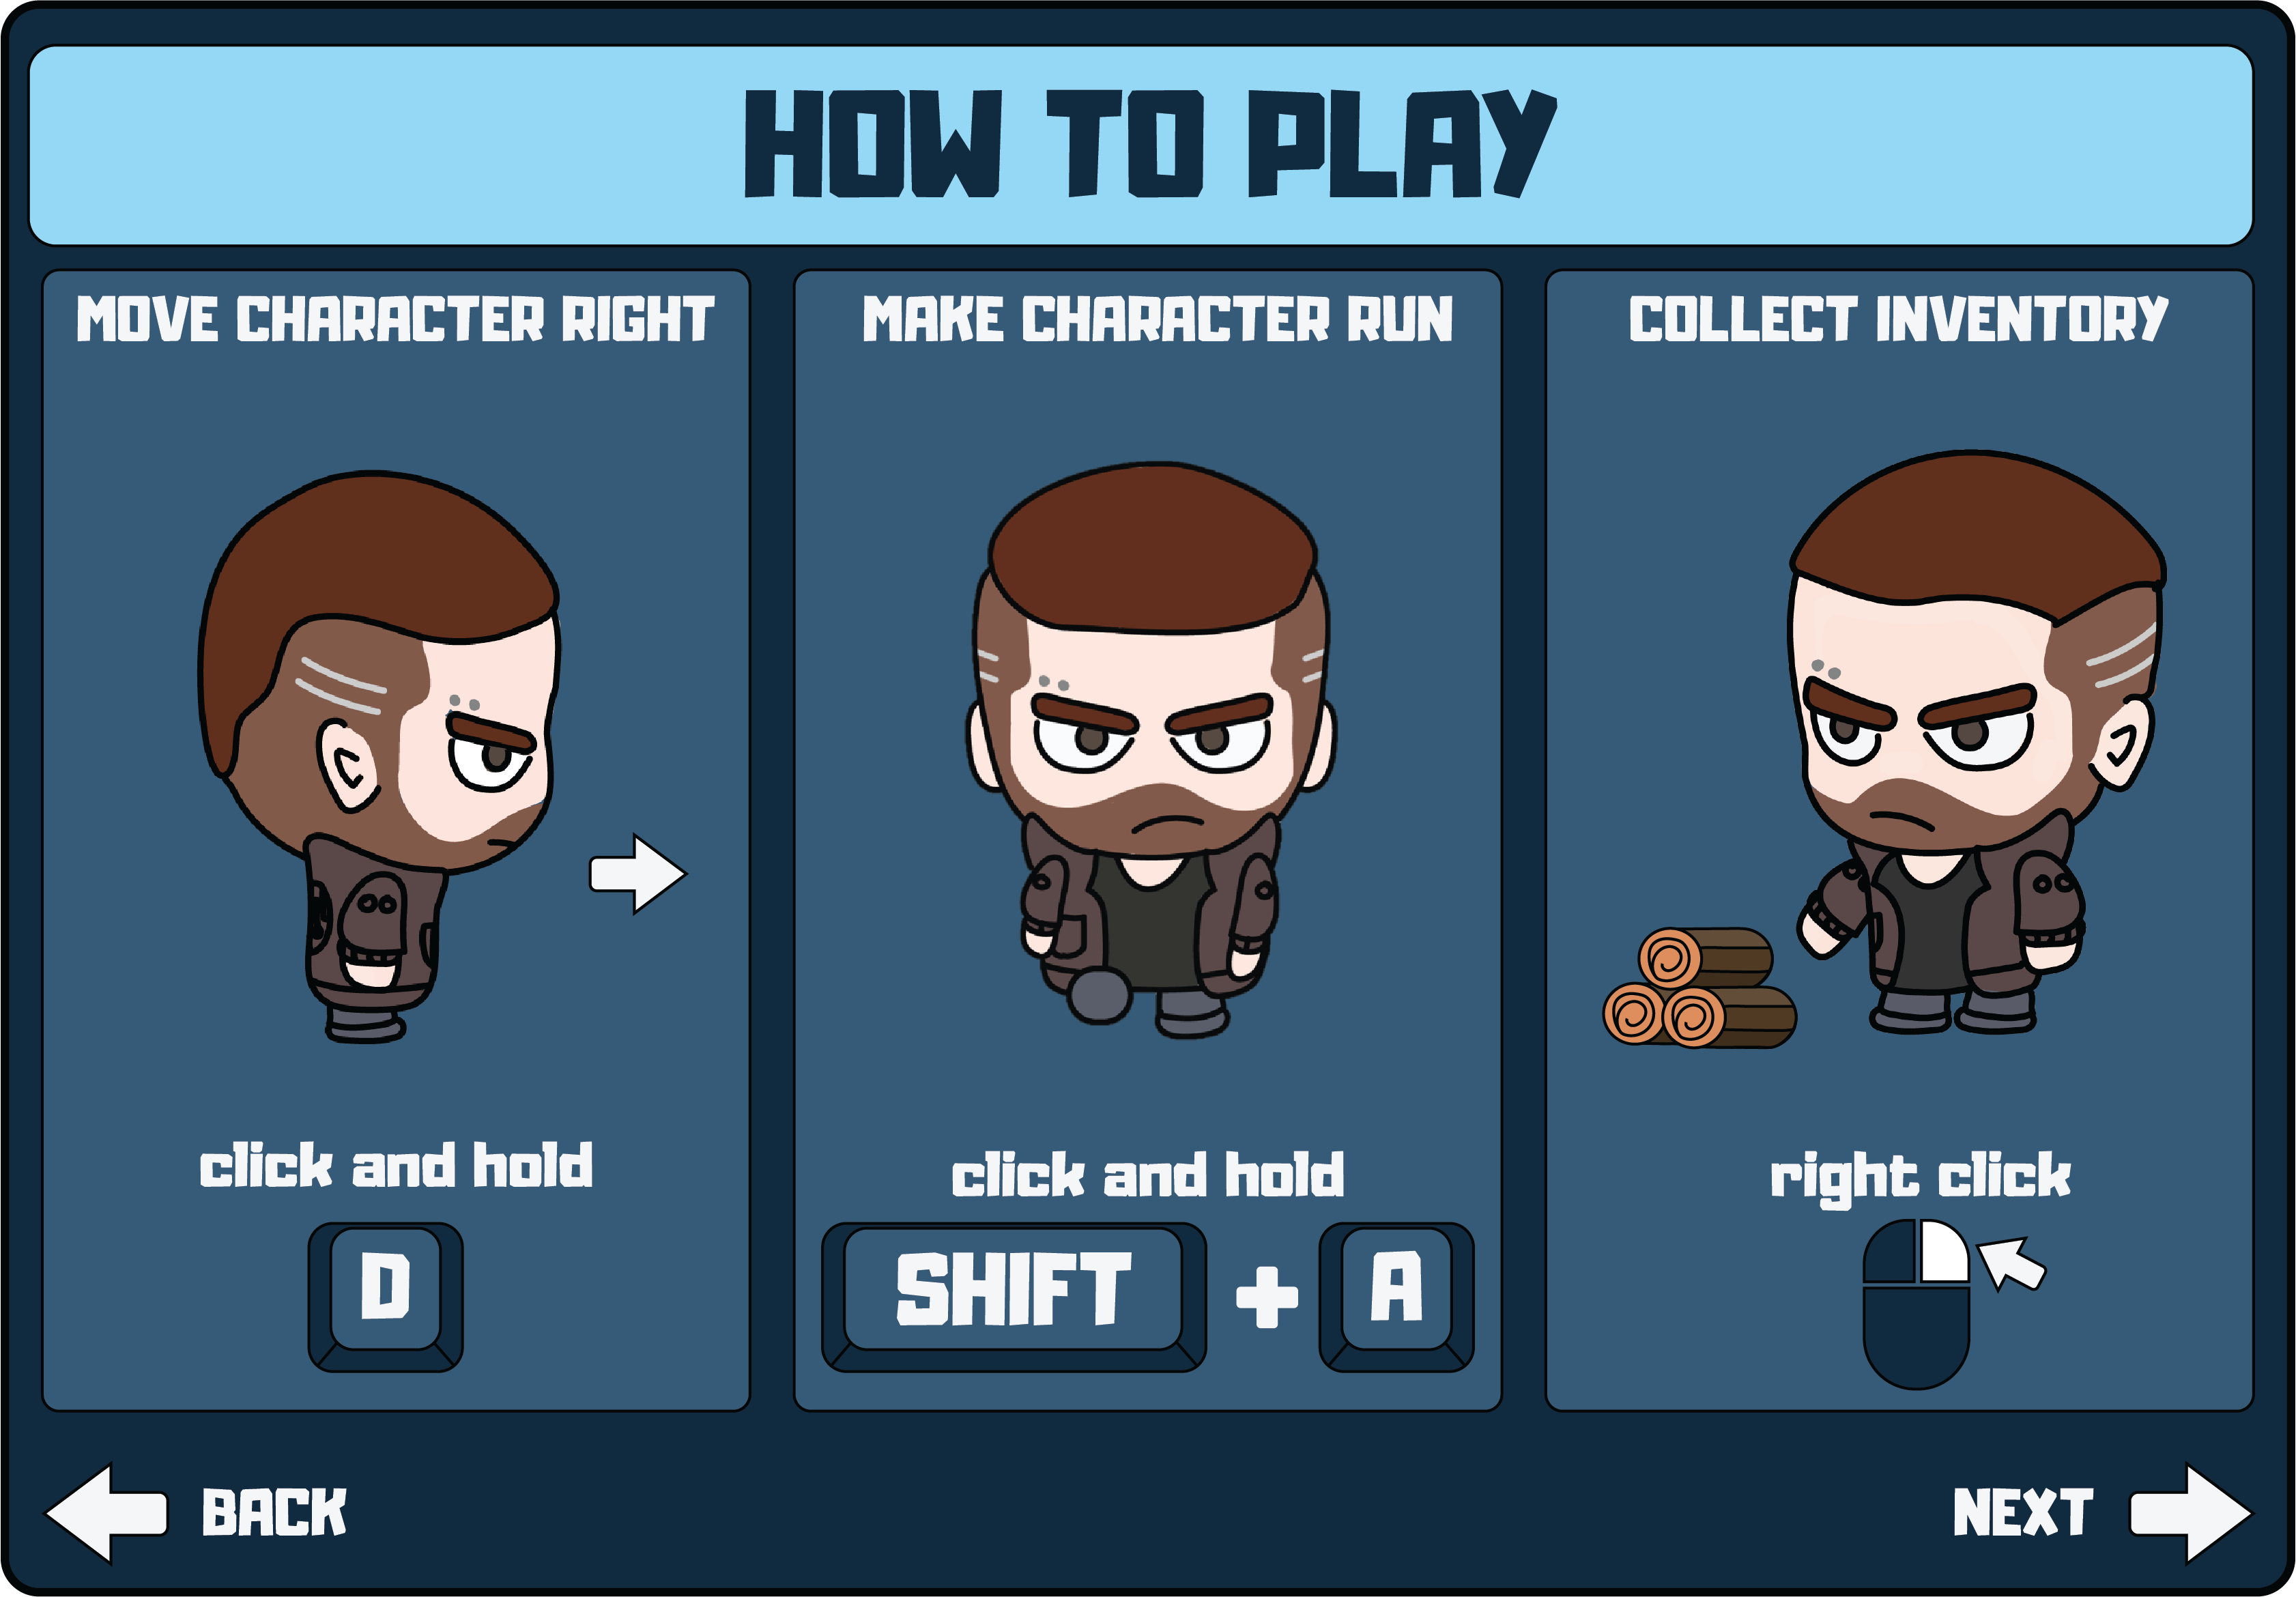 HOW TO PLAY
MOVE CHARACTER RIGHT
click and hold
D
MAKE CHARACTER RUN
click and hold
SHIFT + A
COLLECT INVENTORY
right click
BACK
NEXT